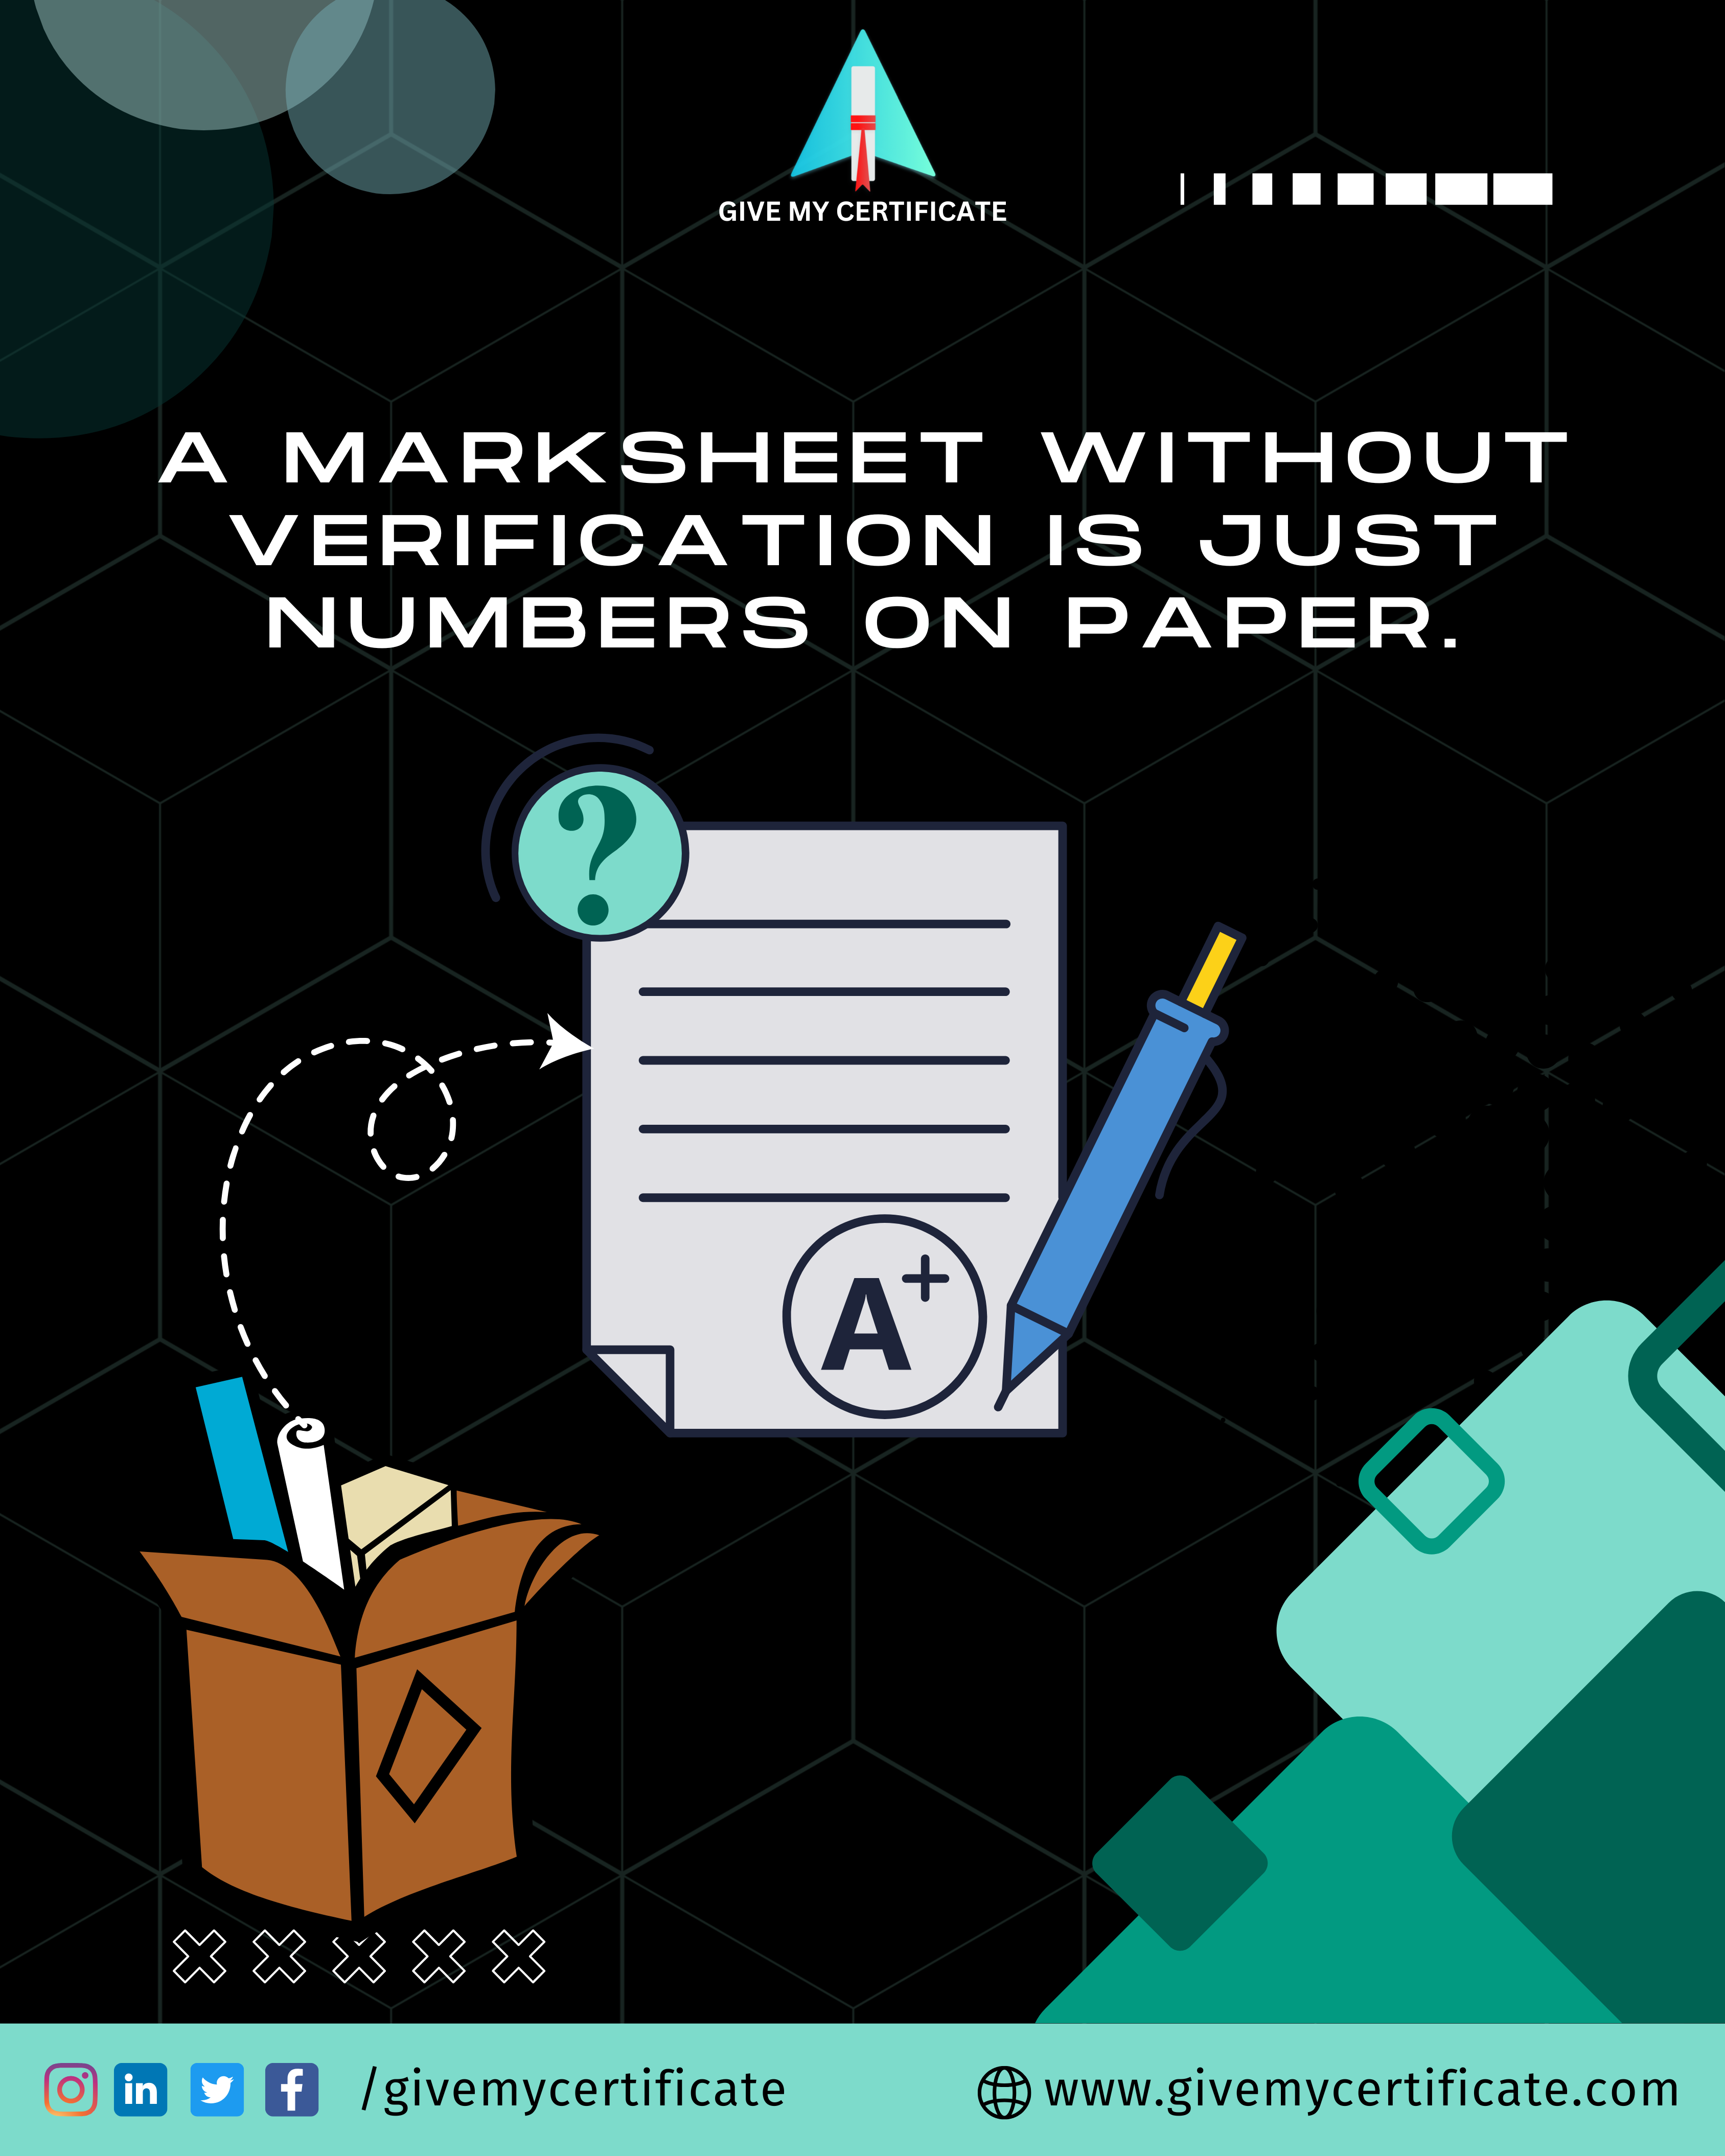 GIVE MY CERTIFICATE
A MARKSHEET WITHOUT
VERIFICATION IS JUST
NUMBERS ON PAPER.
?
A+
in
f
/givemycertificate
www.givemycertificate.com